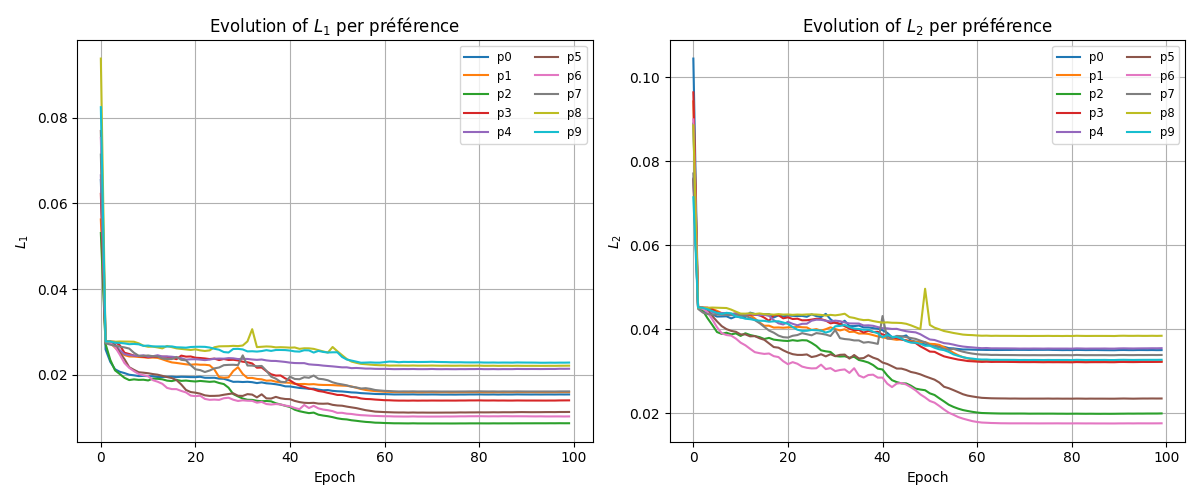 Evolution of L₁ per préférence
L₁
0.08
0.06
0.04
0.02
0 20 40 60 80 100
Epoch
p0 p5
p1 p6
p2 p7
p3 p8
p4 p9
Evolution of L₂ per préférence
L₂
0.10
0.08
0.06
0.04
0.02
0 20 40 60 80 100
Epoch
p0 p5
p1 p6
p2 p7
p3 p8
p4 p9